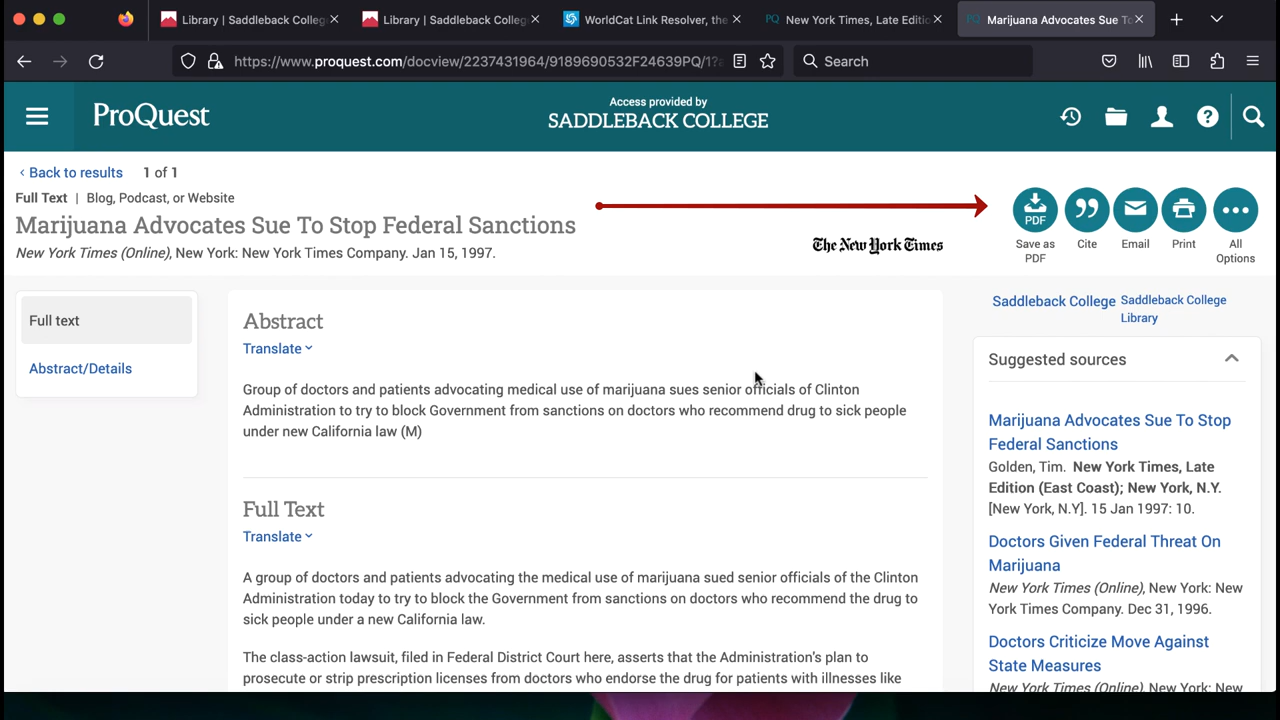 Library | Saddleback Colleg
Library | Saddleback Colleg
WorldCat Link Resolver, the
PQ New York Times, Late Editio
PQ Marijuana Advocates Sue To
https://www.proquest.com/docview/2237431964/9189690532F24639PQ/1?a
Search
ProQuest
Access provided by
SADDLEBACK COLLEGE
‹ Back to results 1 of 1
Full Text | Blog, Podcast, or Website
Marijuana Advocates Sue To Stop Federal Sanctions
New York Times (Online), New York: New York Times Company. Jan 15, 1997.
The New York Times
PDF
Save as
PDF
Cite
Email
Print
All
Options
Full text
Abstract/Details
Abstract
Translate
Group of doctors and patients advocating medical use of marijuana sues senior officials of Clinton
Administration to try to block Government from sanctions on doctors who recommend drug to sick people
under new California law (M)
Full Text
Translate
A group of doctors and patients advocating the medical use of marijuana sued senior officials of the Clinton
Administration today to try to block the Government from sanctions on doctors who recommend the drug to
sick people under a new California law.
The class-action lawsuit, filed in Federal District Court here, asserts that the Administration's plan to
prosecute or strip prescription licenses from doctors who endorse the drug for patients with illnesses like
Saddleback College Saddleback College
Library
Suggested sources
Marijuana Advocates Sue To Stop
Federal Sanctions
Golden, Tim. New York Times, Late
Edition (East Coast); New York, N.Y.
[New York, N.Y]. 15 Jan 1997: 10.
Doctors Given Federal Threat On
Marijuana
New York Times (Online), New York: New
York Times Company. Dec 31, 1996.
Doctors Criticize Move Against
State Measures
New York Times (Online), New York: New